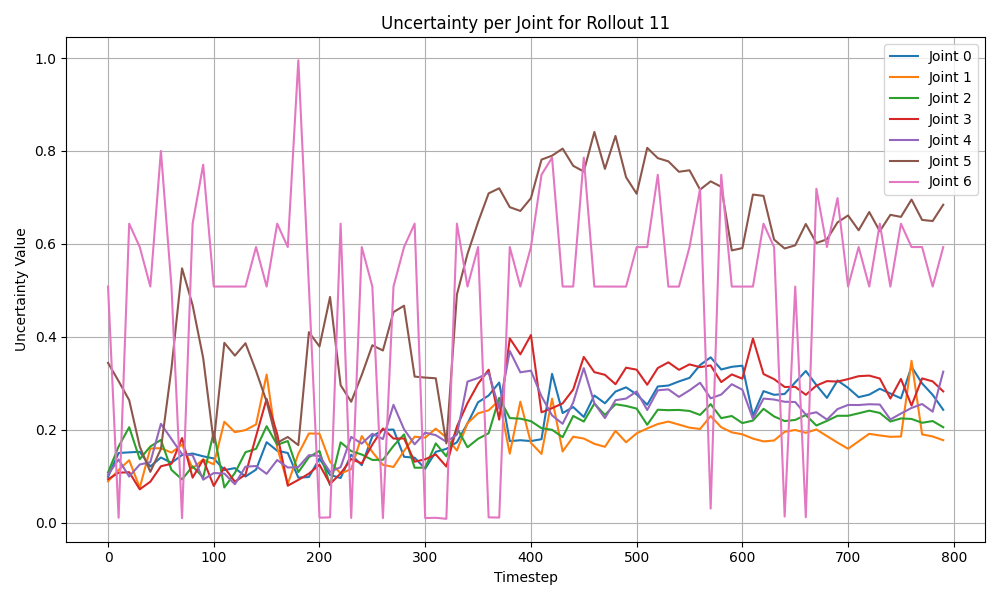 Uncertainty per Joint for Rollout 11
Uncertainty Value
1.0
0.8
0.6
0.4
0.2
0.0
0 100 200 300 400 500 600 700 800
Timestep
Joint 0
Joint 1
Joint 2
Joint 3
Joint 4
Joint 5
Joint 6